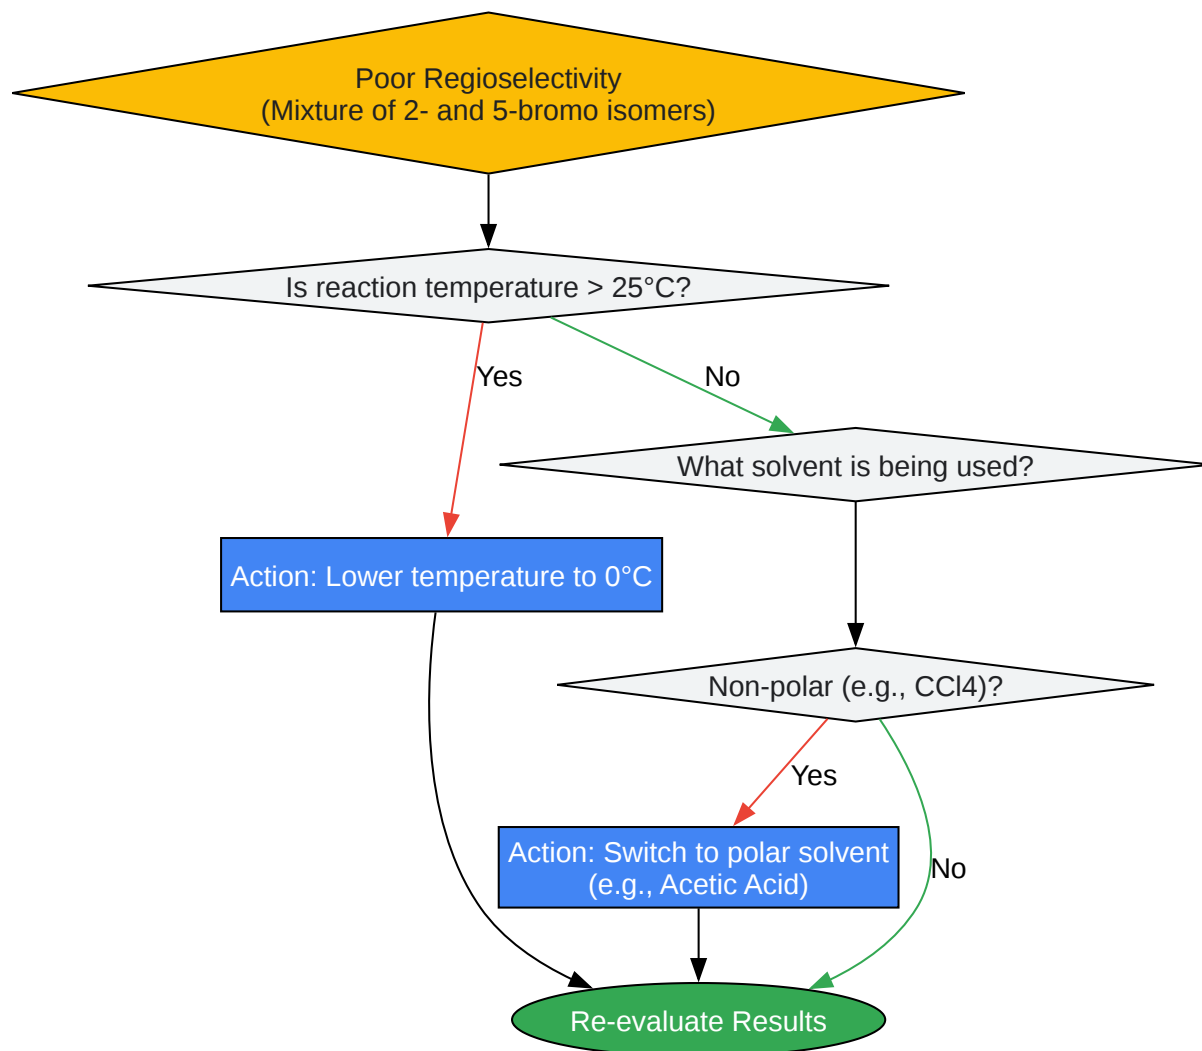 Poor Regioselectivity
(Mixture of 2- and 5-bromo isomers)
Is reaction temperature > 25°C?
Yes
No
What solvent is being used?
Action: Lower temperature to 0°C
Non-polar (e.g., CCl4)?
Yes
Action: Switch to polar solvent
(e.g., Acetic Acid)
No
Re-evaluate Results